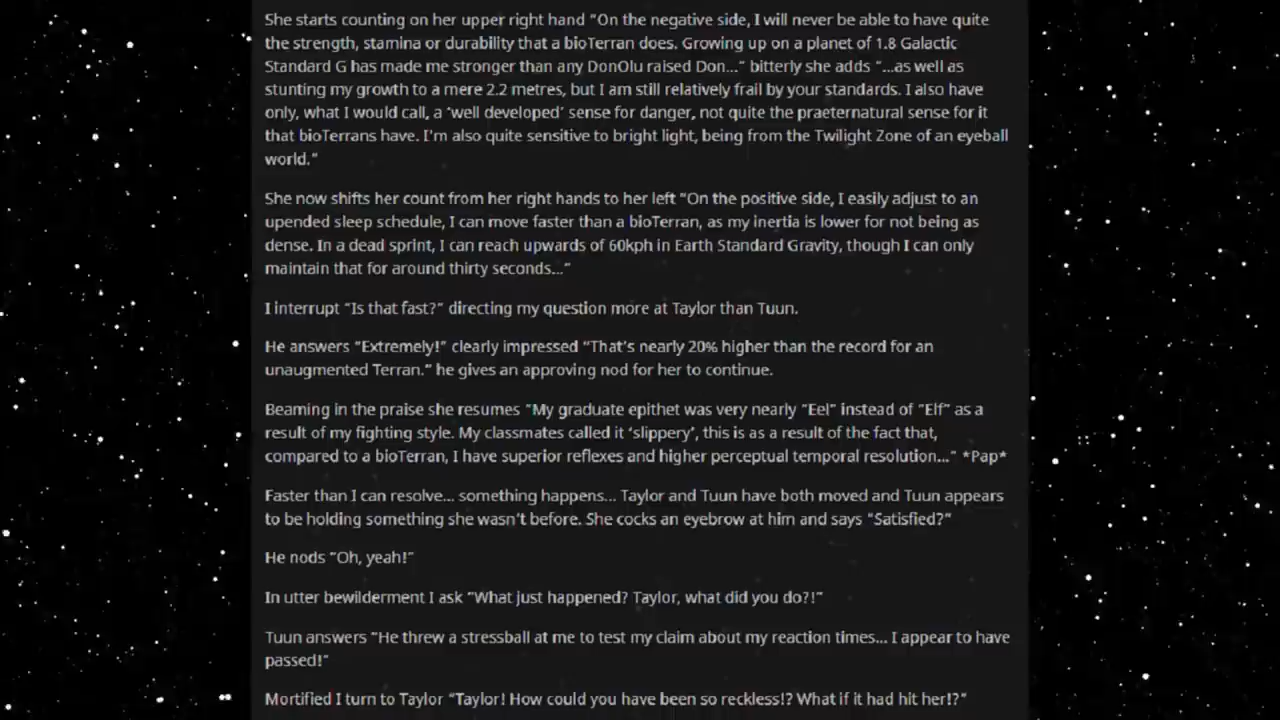 She starts counting on her upper right hand “On the negative side, I will never be able to have quite
the strength, stamina or durability that a bioTerran does. Growing up on a planet of 1.8 Galactic
Standard G has made me stronger than any DonOlu raised Don...” bitterly she adds “...as well as
stunting my growth to a mere 2.2 metres, but I am still relatively frail by your standards. I also have
only, what I would call, a ‘well developed’ sense for danger, not quite the praeternatural sense for it
that bioTerrans have. I’m also quite sensitive to bright light, being from the Twilight Zone of an eyeball
world.”
She now shifts her count from her right hands to her left “On the positive side, I easily adjust to an
upended sleep schedule, I can move faster than a bioTerran, as my inertia is lower for not being as
dense. In a dead sprint, I can reach upwards of 60kph in Earth Standard Gravity, though I can only
maintain that for around thirty seconds...”
I interrupt “Is that fast?” directing my question more at Taylor than Tuun.
He answers “Extremely!” clearly impressed “That’s nearly 20% higher than the record for an
unaugmented Terran.” he gives an approving nod for her to continue.
Beaming in the praise she resumes “My graduate epithet was very nearly “Eel” instead of “Elf” as a
result of my fighting style. My classmates called it ‘slippery’, this is as a result of the fact that,
compared to a bioTerran, I have superior reflexes and higher perceptual temporal resolution...” *Pap*
Faster than I can resolve... something happens... Taylor and Tuun have both moved and Tuun appears
to be holding something she wasn’t before. She cocks an eyebrow at him and says “Satisfied?”
He nods “Oh, yeah!”
In utter bewilderment I ask “What just happened? Taylor, what did you do?!”
Tuun answers “He threw a stressball at me to test my claim about my reaction times... I appear to have
passed!”
Mortified I turn to Taylor “Taylor! How could you have been so reckless!? What if it had hit her!?”